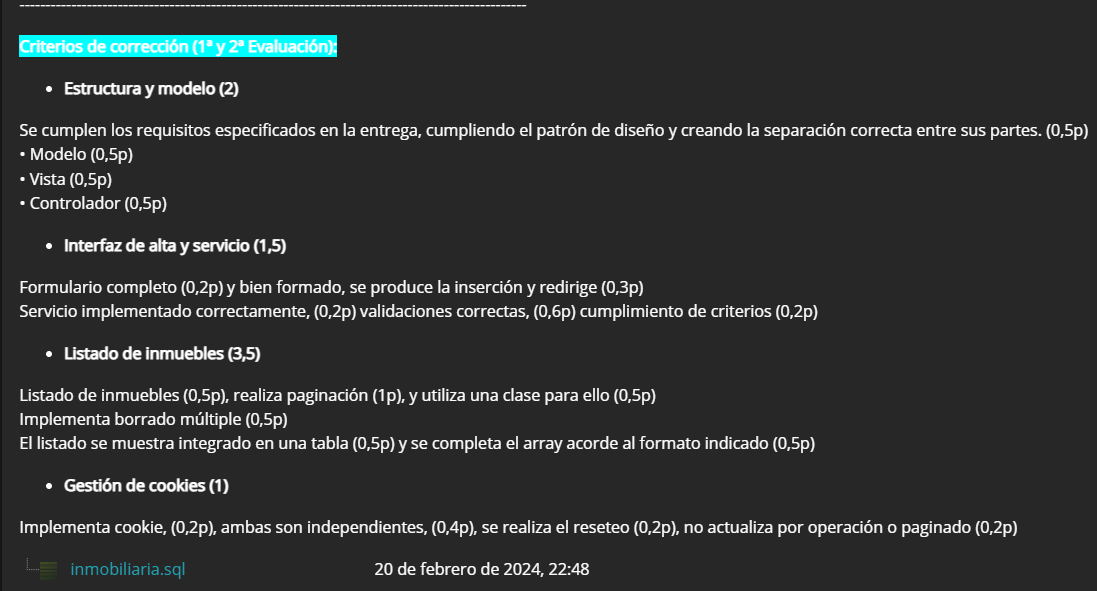 Criterios de corrección (1ª y 2ª Evaluación):
• Estructura y modelo (2)
Se cumplen los requisitos especificados en la entrega, cumpliendo el patrón de diseño y creando la separación correcta entre sus partes. (0,5p)
• Modelo (0,5p)
• Vista (0,5p)
• Controlador (0,5p)
• Interfaz de alta y servicio (1,5)
Formulario completo (0,2p) y bien formado, se produce la inserción y redirige (0,3p)
Servicio implementado correctamente, (0,2p) validaciones correctas, (0,6p) cumplimiento de criterios (0,2p)
• Listado de inmuebles (3,5)
Listado de inmuebles (0,5p), realiza paginación (1p), y utiliza una clase para ello (0,5p)
Implementa borrado múltiple (0,5p)
El listado se muestra integrado en una tabla (0,5p) y se completa el array acorde al formato indicado (0,5p)
• Gestión de cookies (1)
Implementa cookie, (0,2p), ambas son independientes, (0,4p), se realiza el reseteo (0,2p), no actualiza por operación o paginado (0,2p)
inmobiliaria.sql 20 de febrero de 2024, 22:48